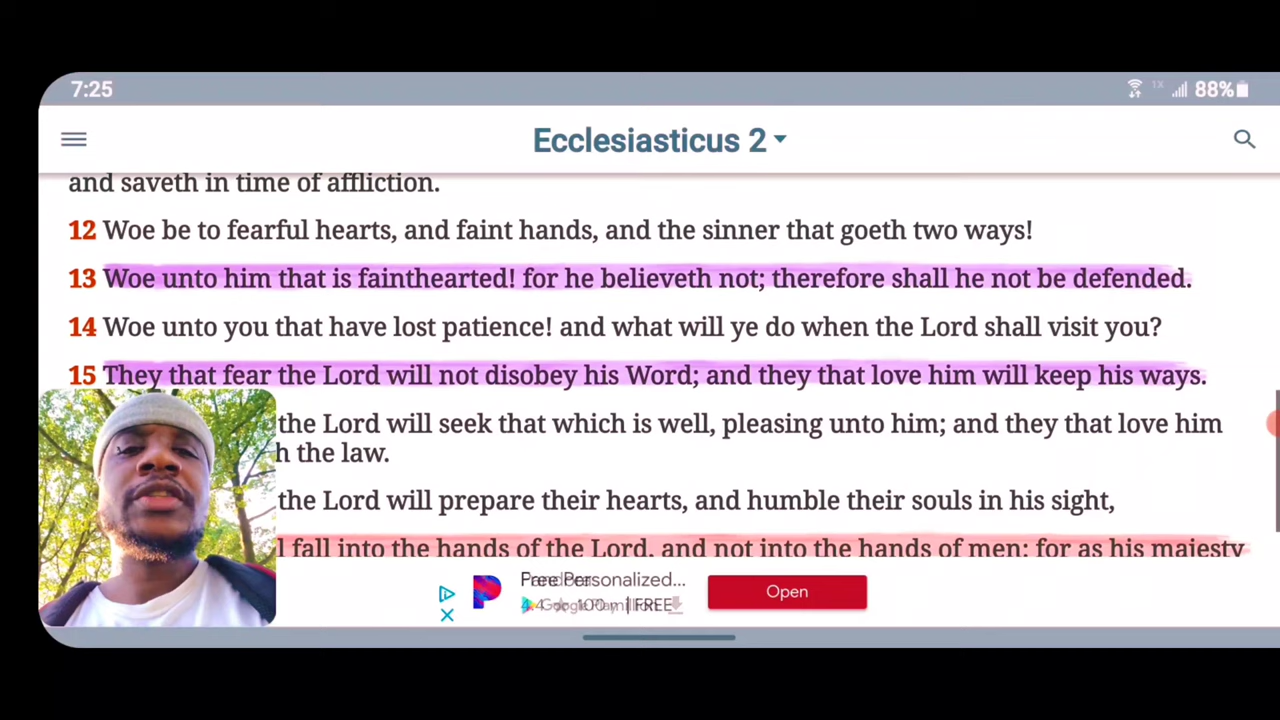 7:25
1X
88%
Ecclesiasticus 2
and saveth in time of affliction.
12 Woe be to fearful hearts, and faint hands, and the sinner that goeth two ways!
13 Woe unto him that is fainthearted! for he believeth not; therefore shall he not be defended.
14 Woe unto you that have lost patience! and what will ye do when the Lord shall visit you?
15 They that fear the Lord will not disobey his Word; and they that love him will keep his ways.
the Lord will seek that which is well, pleasing unto him; and they that love him
h the law.
the Lord will prepare their hearts, and humble their souls in his sight,
l fall into the hands of the Lord, and not into the hands of men: for as his majesty
Free Personalized...
FREE
Open